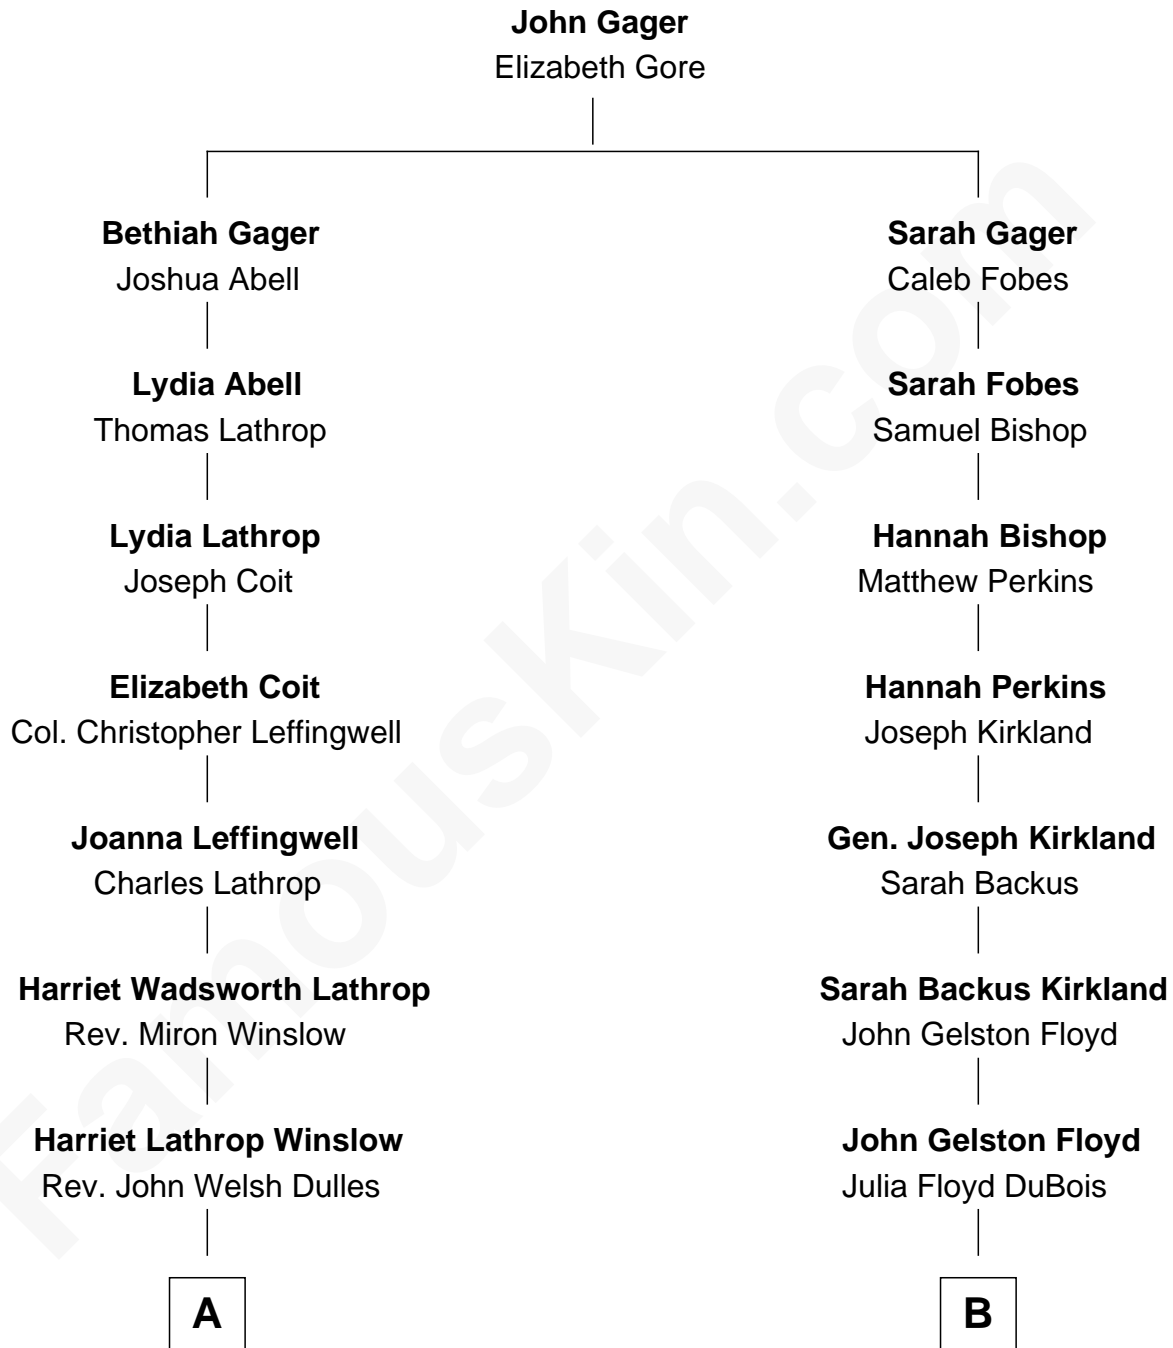 John Gager
Elizabeth Gore
Bethiah Gager
Joshua Abell
Sarah Gager
Caleb Fobes
Lydia Abell
Thomas Lathrop
Sarah Fobes
Samuel Bishop
Lydia Lathrop
Joseph Coit
Hannah Bishop
Matthew Perkins
Elizabeth Coit
Col. Christopher Leffingwell
Hannah Perkins
Joseph Kirkland
Joanna Leffingwell
Charles Lathrop
Gen. Joseph Kirkland
Sarah Backus
Harriet Wadsworth Lathrop
Rev. Miron Winslow
Sarah Backus Kirkland
John Gelston Floyd
Harriet Lathrop Winslow
Rev. John Welsh Dulles
John Gelston Floyd
Julia Floyd DuBois
A
B
FamousKin.com